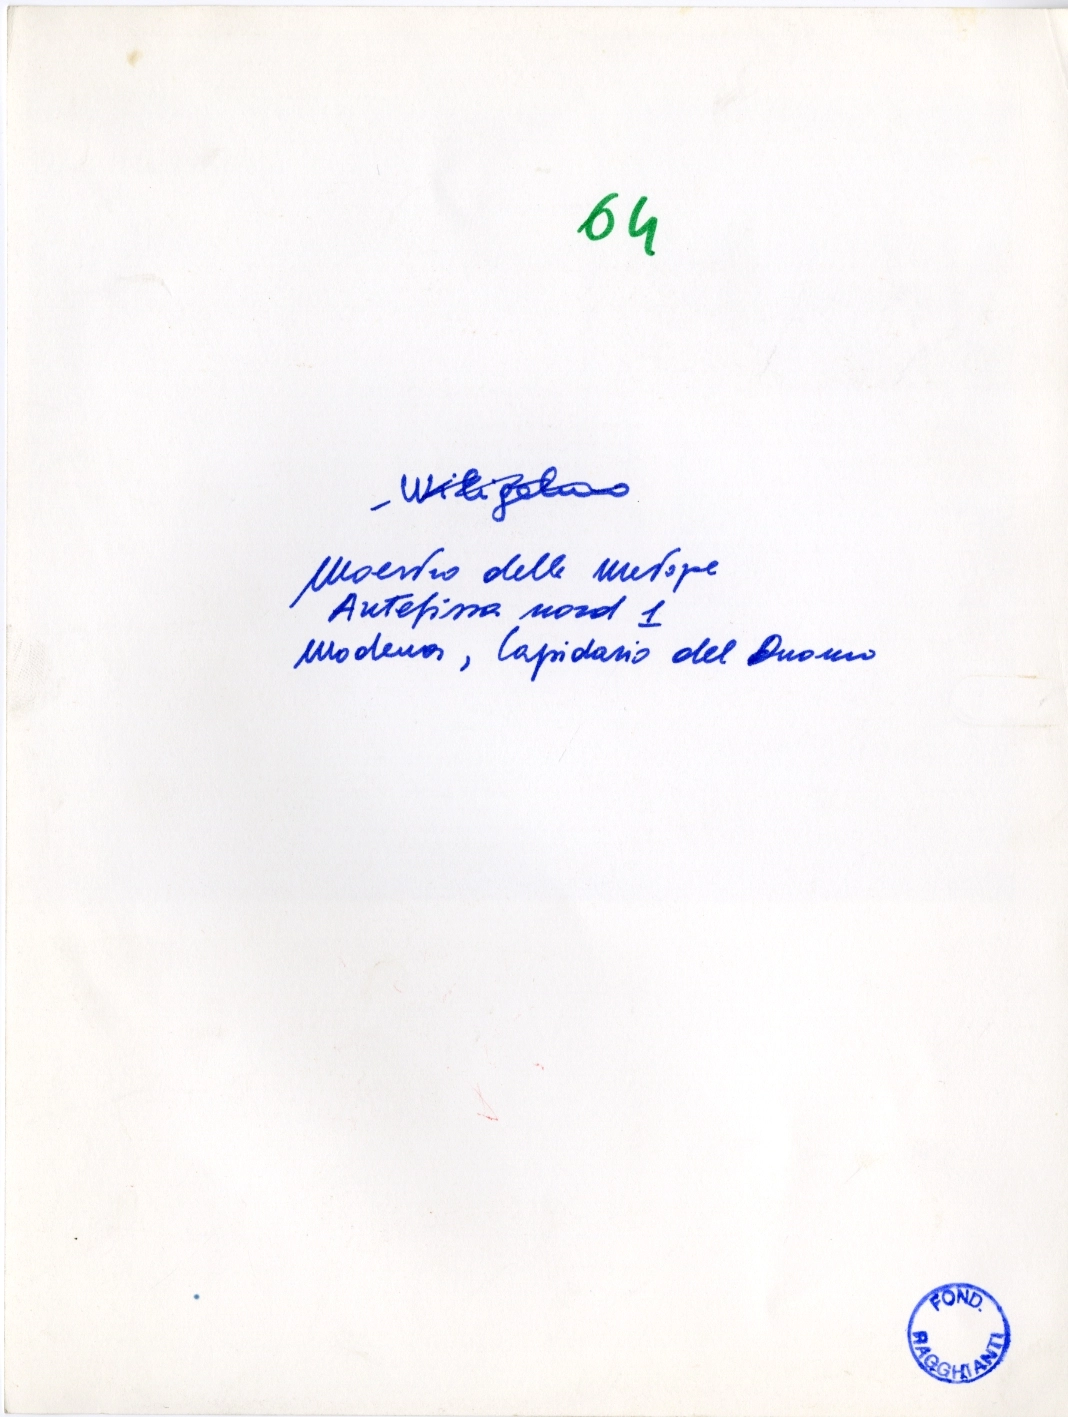 64
- Wiligelmo
Maestro delle Metope
Antefissa nord 1
Modena, Lapidario del Duomo
FOND.
RAGGHIANTI